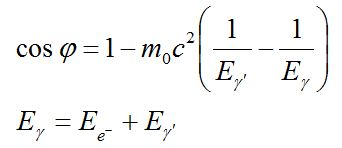 cos φ = 1 − m₀c² ( 1/E_γ' − 1/E_γ )
E_γ = E_e⁻ + E_γ'